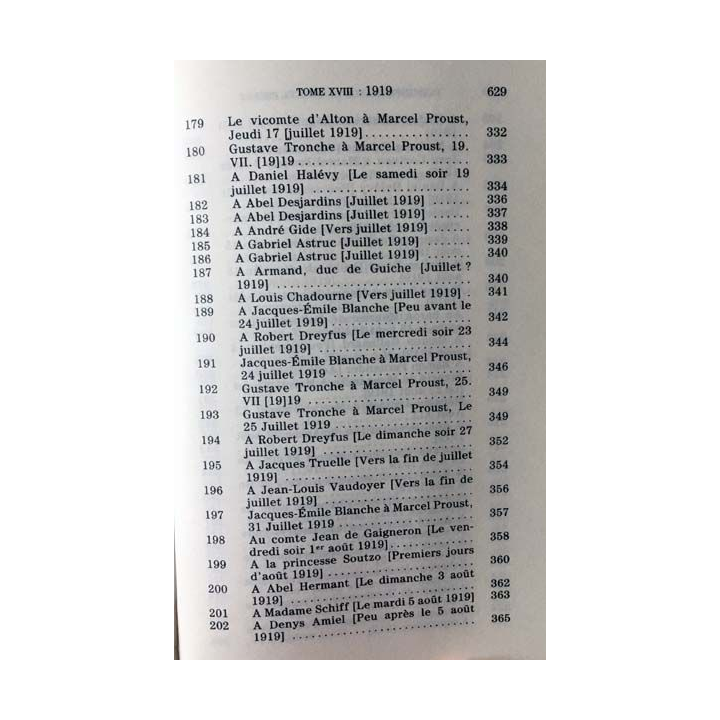 TOME XVIII : 1919 629
179 Le vicomte d'Alton à Marcel Proust,
Jeudi 17 [juillet 1919] . . . . . . . . . . . . . . . . 332
180 Gustave Tronche à Marcel Proust, 19.
VII. [19]19 . . . . . . . . . . . . . . . . . . . . . . . . . . 333
181 A Daniel Halévy [Le samedi soir 19
juillet 1919] . . . . . . . . . . . . . . . . . . . . . . . . 334
182 A Abel Desjardins [Juillet 1919] . . . . . . 336
183 A Abel Desjardins [Juillet 1919] . . . . . . 337
184 A André Gide [Vers juillet 1919] . . . . . . 338
185 A Gabriel Astruc [Juillet 1919] . . . . . . . 339
186 A Gabriel Astruc [Juillet 1919] . . . . . . . 340
187 A Armand, duc de Guiche [Juillet ?
1919] . . . . . . . . . . . . . . . . . . . . . . . . . . . . . 340
188 A Louis Chadourne [Vers juillet 1919] . 341
189 A Jacques-Émile Blanche [Peu avant le
24 juillet 1919] . . . . . . . . . . . . . . . . . . . . . 342
190 A Robert Dreyfus [Le mercredi soir 23
juillet 1919] . . . . . . . . . . . . . . . . . . . . . . . . 344
191 Jacques-Émile Blanche à Marcel Proust,
24 juillet 1919 . . . . . . . . . . . . . . . . . . . . . 346
192 Gustave Tronche à Marcel Proust, 25.
VII [19]19 . . . . . . . . . . . . . . . . . . . . . . . . . 349
193 Gustave Tronche à Marcel Proust, Le
25 Juillet 1919 . . . . . . . . . . . . . . . . . . . . . 349
194 A Robert Dreyfus [Le dimanche soir 27
juillet 1919] . . . . . . . . . . . . . . . . . . . . . . . 352
195 A Jacques Truelle [Vers la fin de juillet
1919] . . . . . . . . . . . . . . . . . . . . . . . . . . . . . 354
196 A Jean-Louis Vaudoyer [Vers la fin de
juillet 1919] . . . . . . . . . . . . . . . . . . . . . . . 356
197 Jacques-Émile Blanche à Marcel Proust,
31 Juillet 1919 . . . . . . . . . . . . . . . . . . . . . 357
198 Au comte Jean de Gaigneron [Le ven-
dredi soir 1er août 1919] . . . . . . . . . . . . . 358
199 A la princesse Soutzo [Premiers jours
d'août 1919] . . . . . . . . . . . . . . . . . . . . . . . 360
200 A Abel Hermant [Le dimanche 3 août
1919] . . . . . . . . . . . . . . . . . . . . . . . . . . . . . 362
201 A Madame Schiff [Le mardi 5 août 1919] 363
202 A Denys Amiel [Peu après le 5 août
1919] . . . . . . . . . . . . . . . . . . . . . . . . . . . . . 365